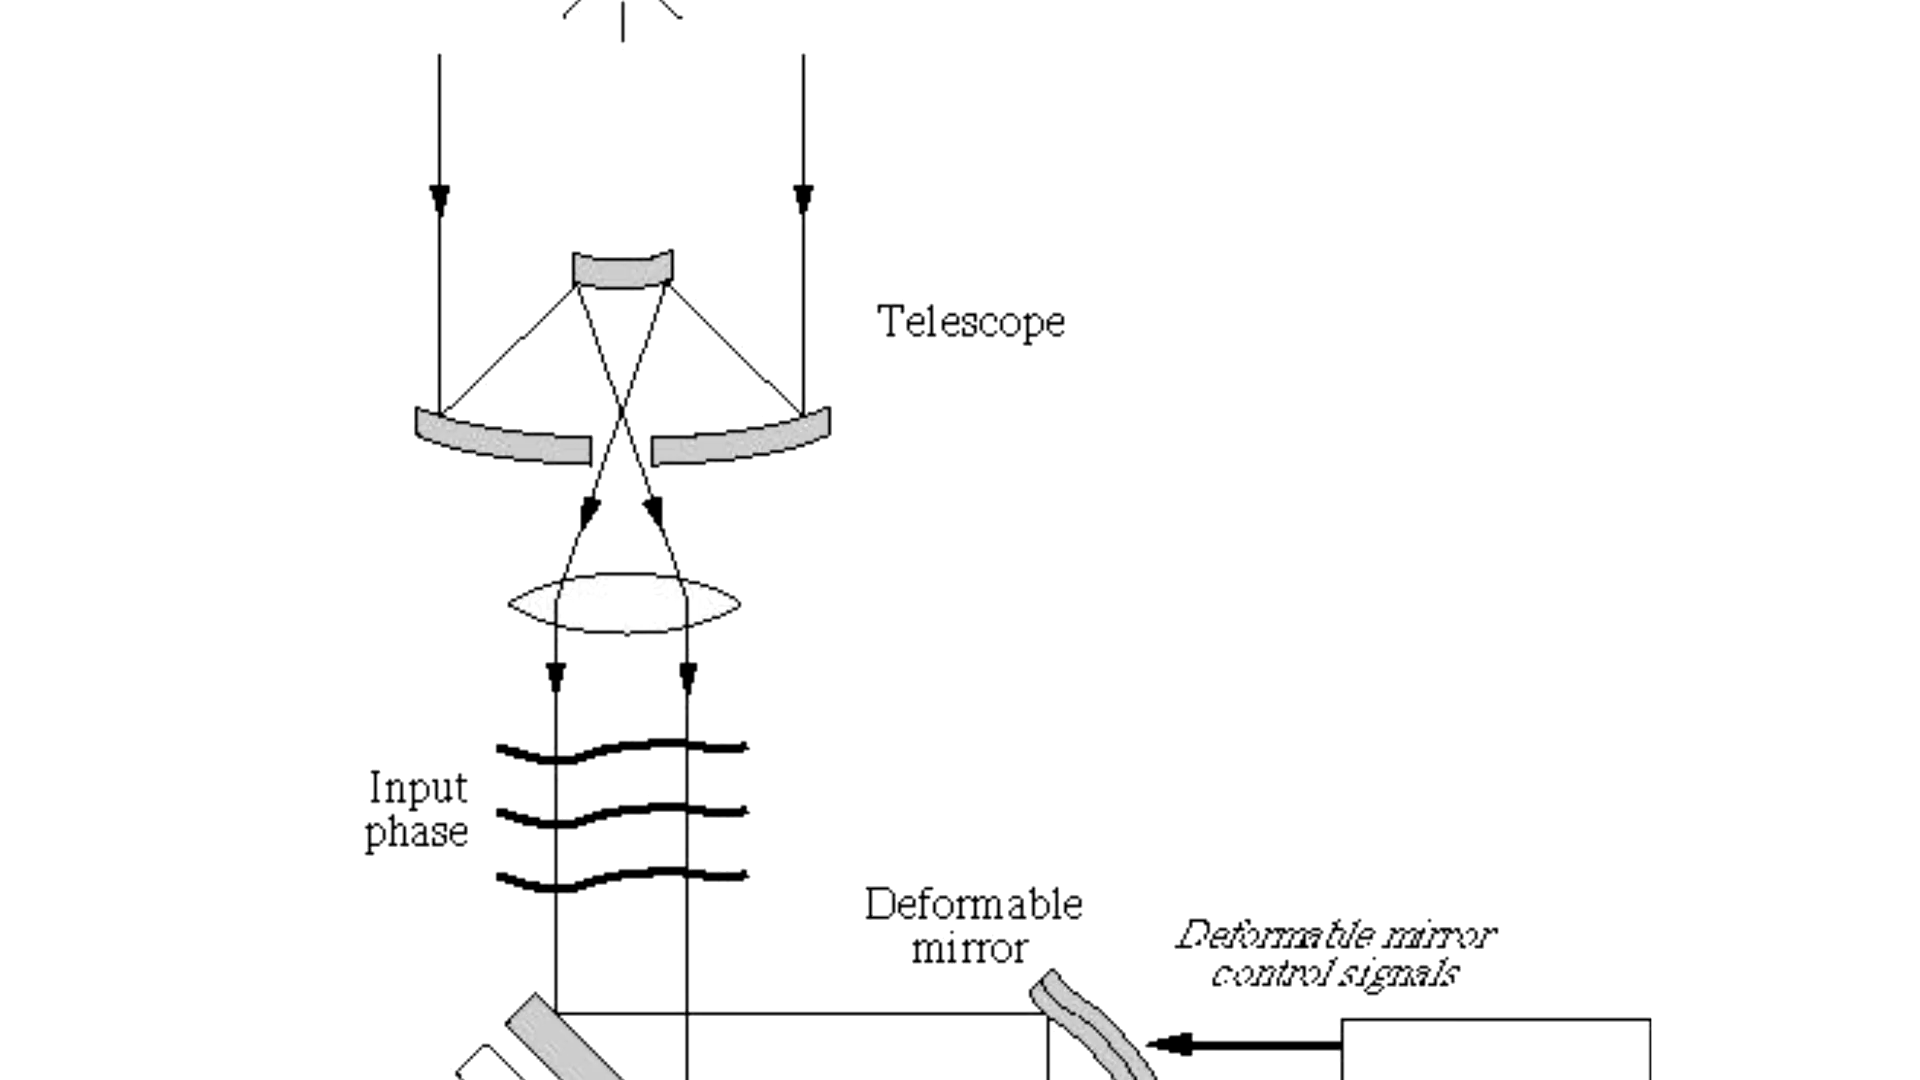 Telescope
Input
phase
Deformable
mirror
Deformable mirror
control signals